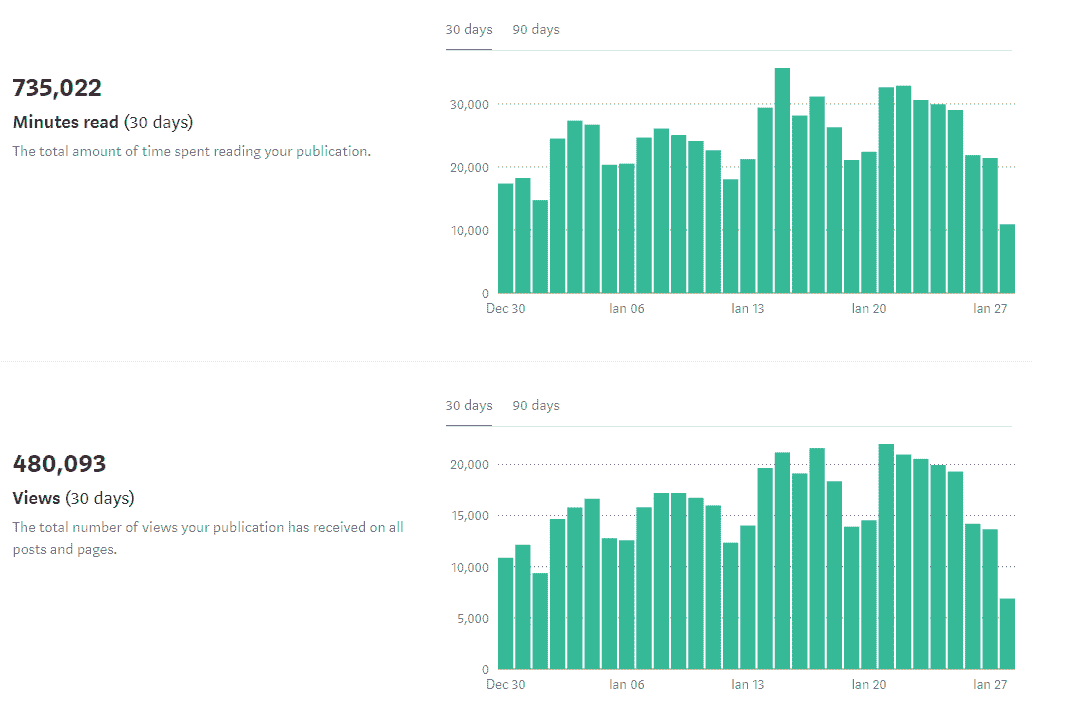 30 days 90 days
735,022
Minutes read (30 days)
The total amount of time spent reading your publication.
30,000
20,000
10,000
0
Dec 30 Jan 06 Jan 13 Jan 20 Jan 27
30 days 90 days
480,093
Views (30 days)
The total number of views your publication has received on all
posts and pages.
20,000
15,000
10,000
5,000
0
Dec 30 Jan 06 Jan 13 Jan 20 Jan 27